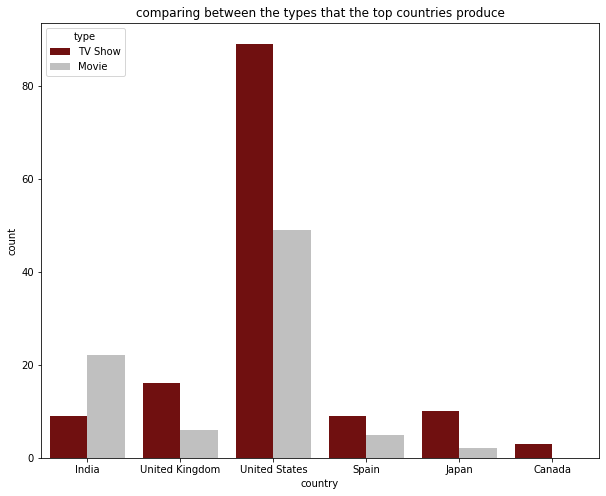 comparing between the types that the top countries produce
type
TV Show
Movie
count
80
60
40
20
0
India United Kingdom United States Spain Japan Canada
country